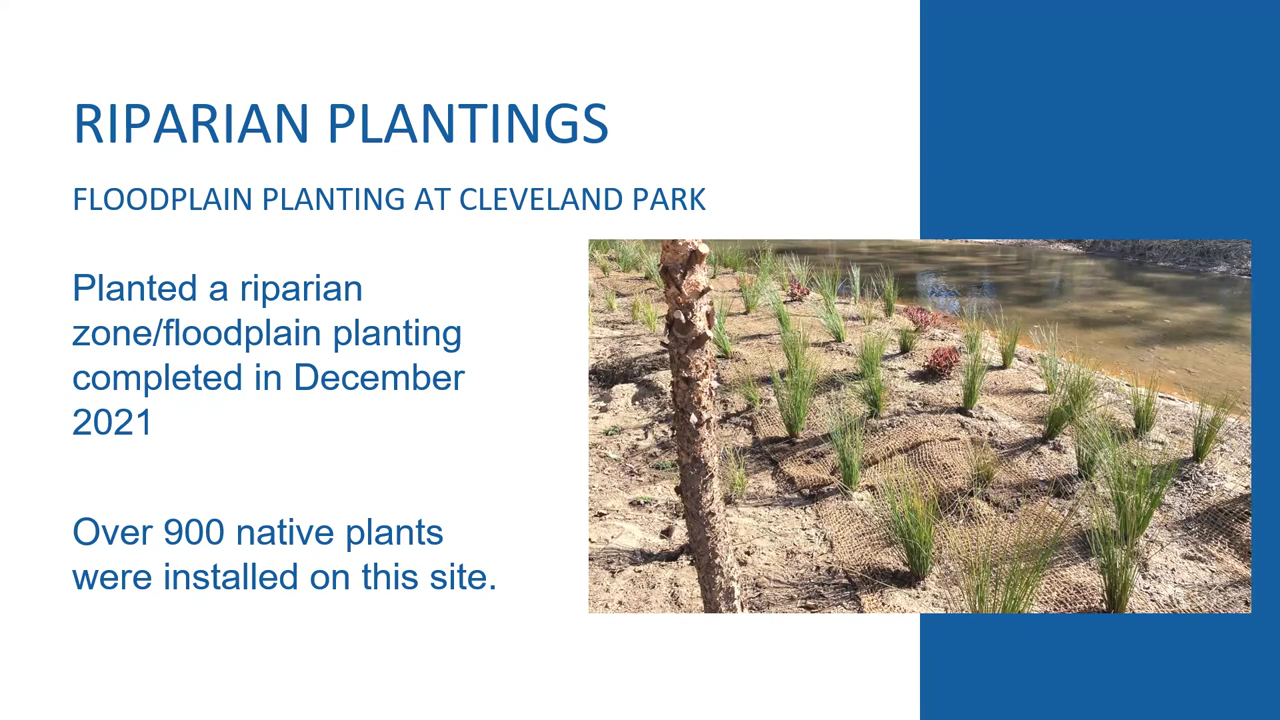 RIPARIAN PLANTINGS
FLOODPLAIN PLANTING AT CLEVELAND PARK
Planted a riparian
zone/floodplain planting
completed in December
2021
Over 900 native plants
were installed on this site.